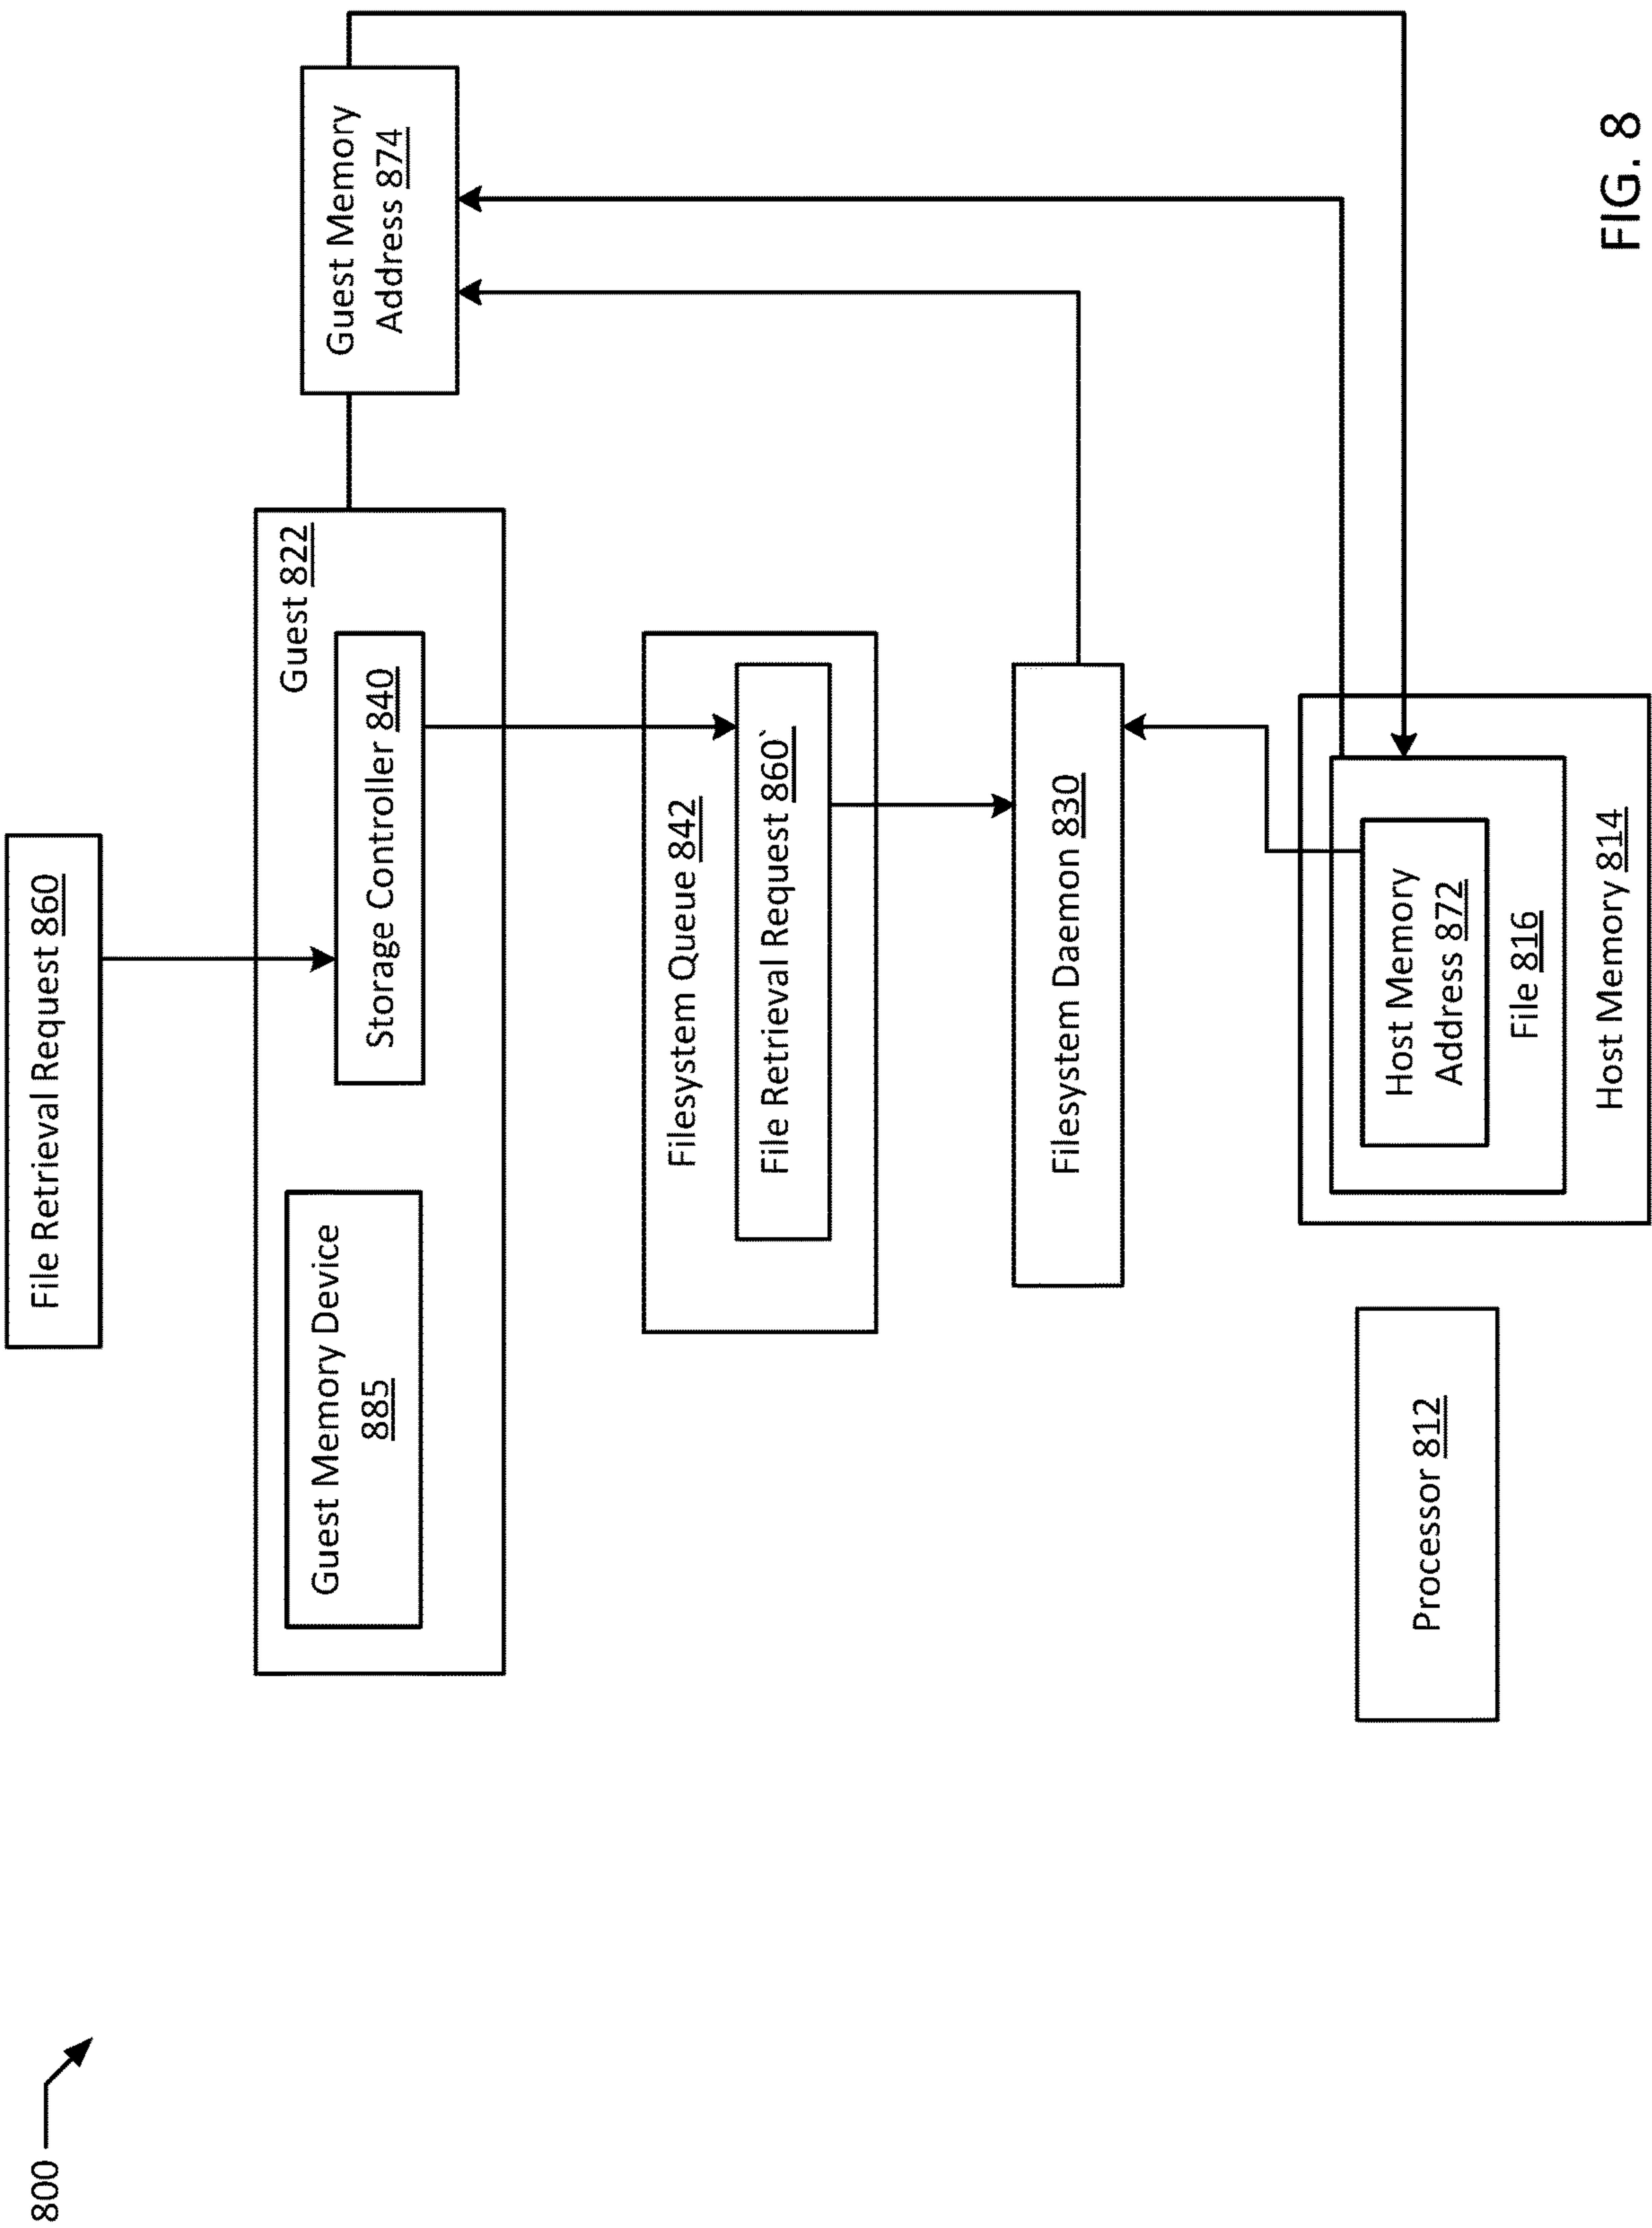 800
File Retrieval Request 860
Guest 822
Guest Memory Device
885
Storage Controller 840
Guest Memory
Address 874
Filesystem Queue 842
File Retrieval Request 860`
Filesystem Daemon 830
Processor 812
Host Memory
Address 872
File 816
Host Memory 814
FIG. 8